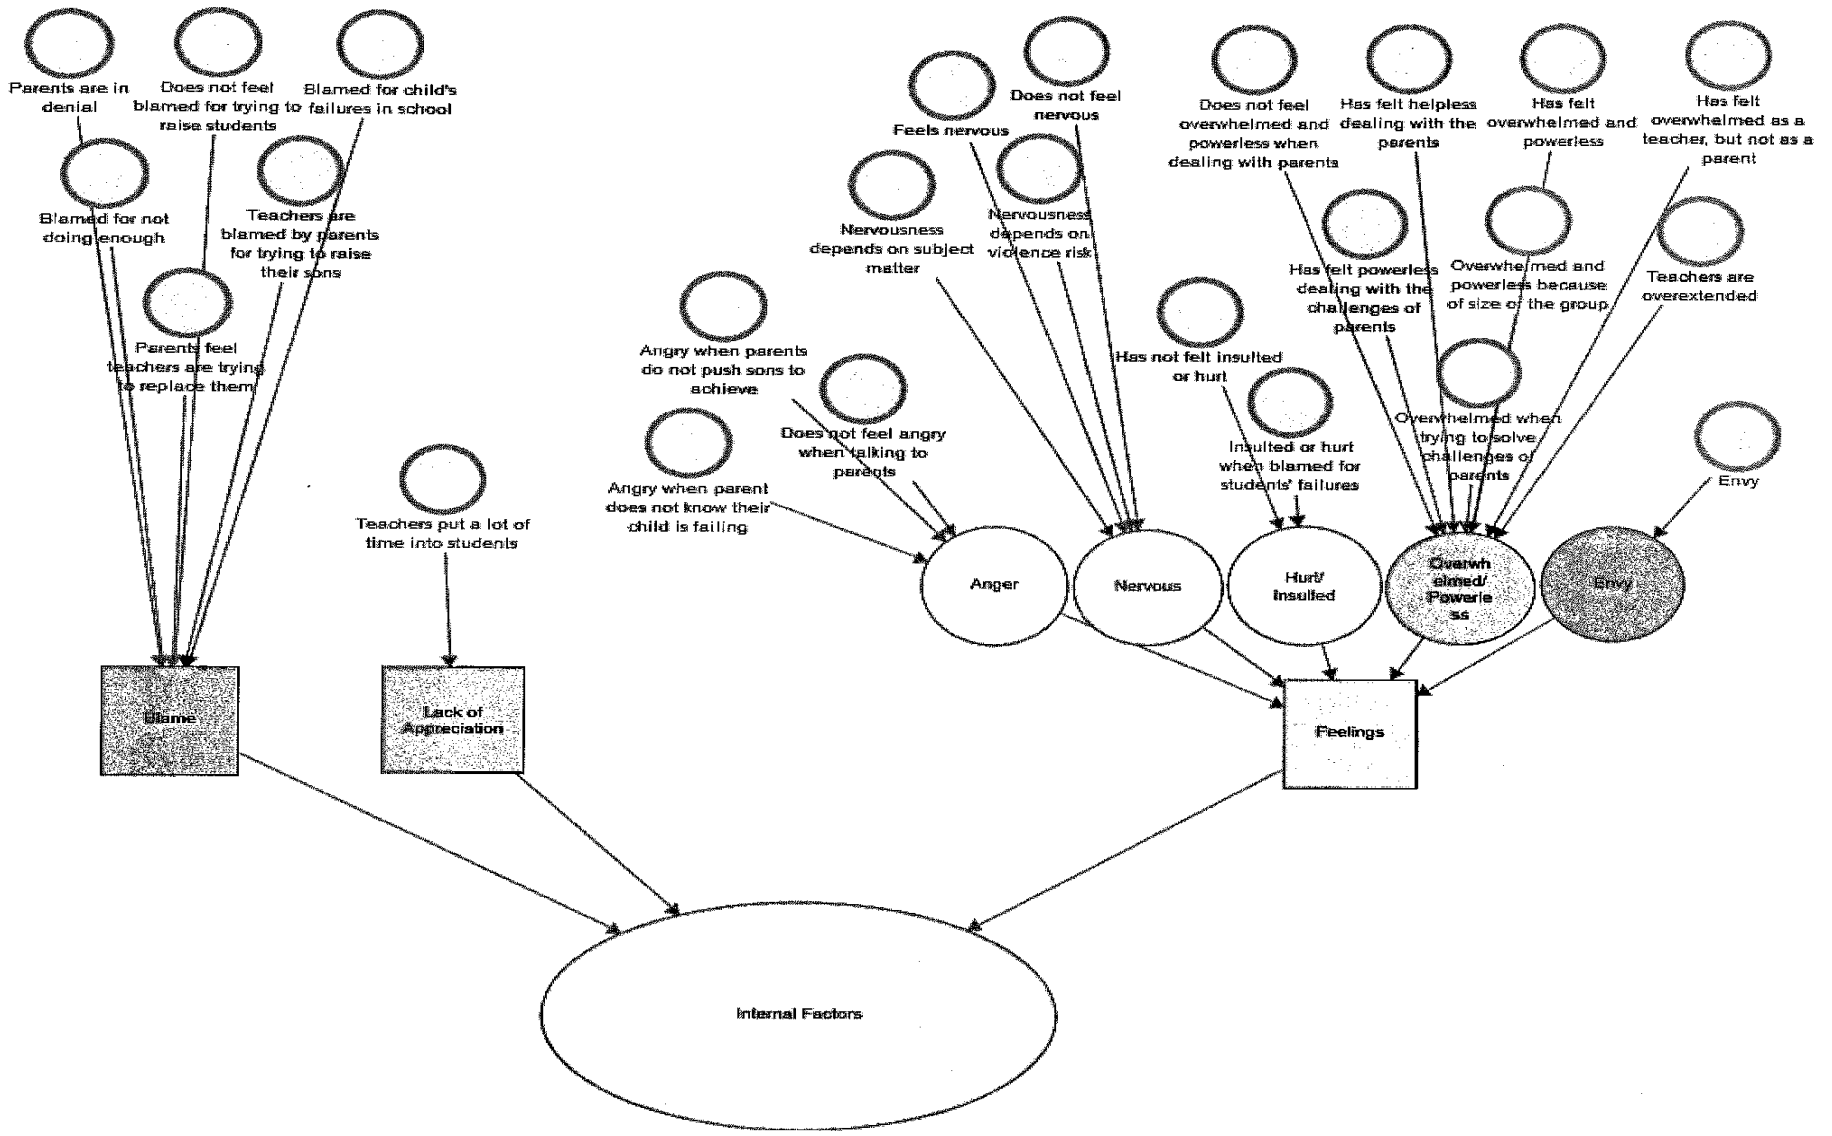 Parents are in
denial
Does not feel
blamed for trying to
raise students
Blamed for child's
failures in school
Blamed for not
doing enough
Teachers are
blamed by parents
for trying to raise
their sons
Parents feel
teachers are trying
to replace them
Teachers put a lot of
time into students
Angry when parents
do not push sons to
achieve
Does not feel angry
when talking to
parents
Angry when parent
does not know their
child is failing
Feels nervous
Does not feel
nervous
Nervousness
depends on subject
matter
Nervousness
depends on
violence risk
Has not felt insulted
or hurt
Insulted or hurt
when blamed for
students' failures
Does not feel
overwhelmed and
powerless when
dealing with parents
Has felt helpless
dealing with the
parents
Has felt
overwhelmed and
powerless
Has felt
overwhelmed as a
teacher, but not as a
parent
Has felt powerless
dealing with the
challenges of
parents
Overwhelmed and
powerless because
of size of the group
Teachers are
overextended
Overwhelmed when
trying to solve
challenges of
parents
Envy
Anger
Nervous
Hurt/
Insulted
Overwh
elmed/
Powerle
ss
Envy
Blame
Lack of
Appreciation
Feelings
Internal Factors